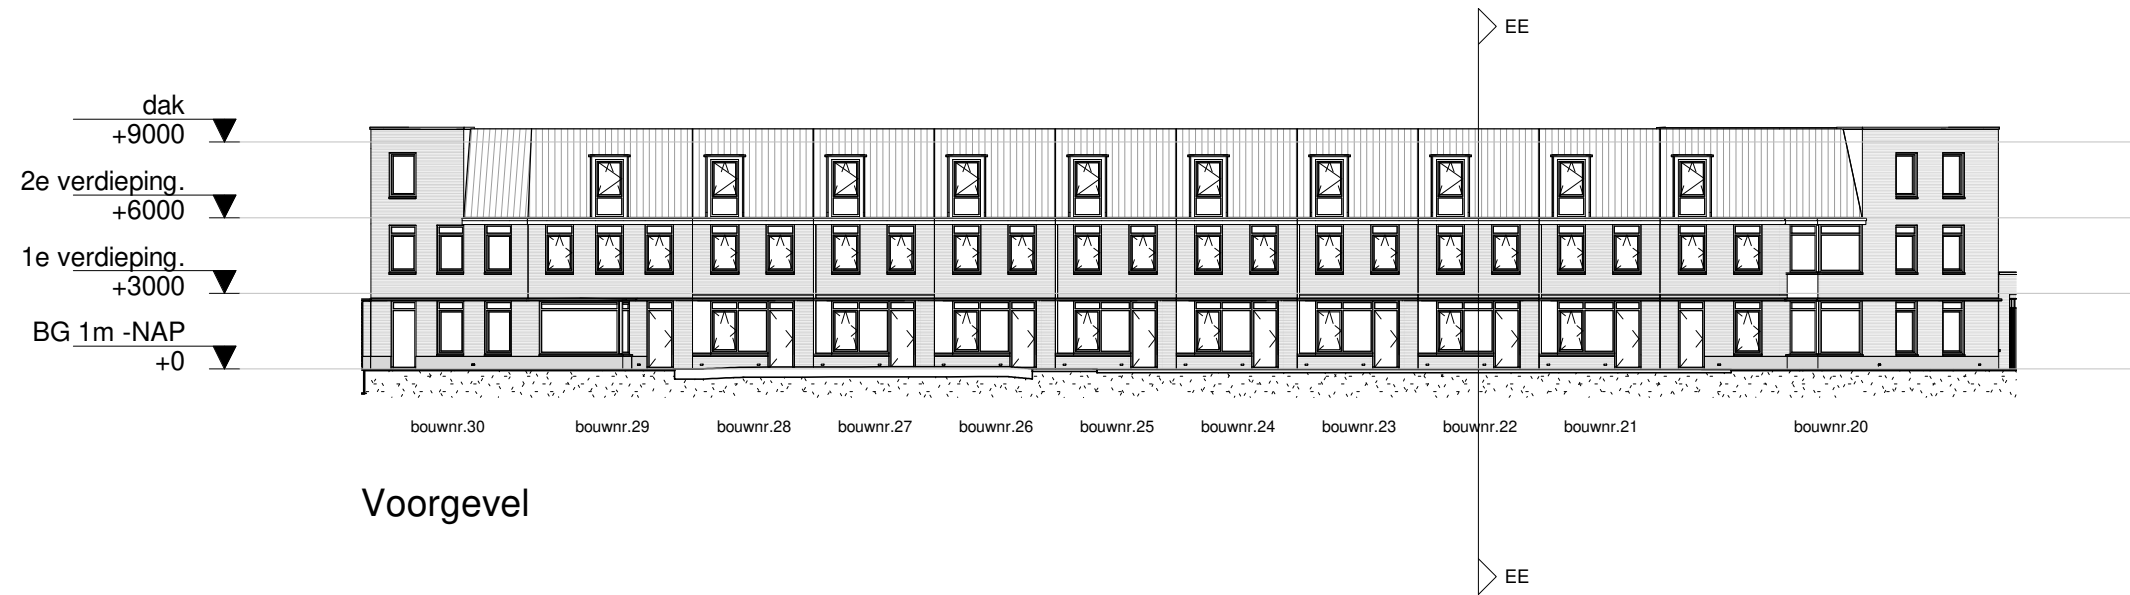 EE
dak
+9000
2e verdieping.
+6000
1e verdieping.
+3000
BG 1m -NAP
+0
bouwnr.30 bouwnr.29 bouwnr.28 bouwnr.27 bouwnr.26 bouwnr.25 bouwnr.24 bouwnr.23 bouwnr.22 bouwnr.21 bouwnr.20
Voorgevel
EE